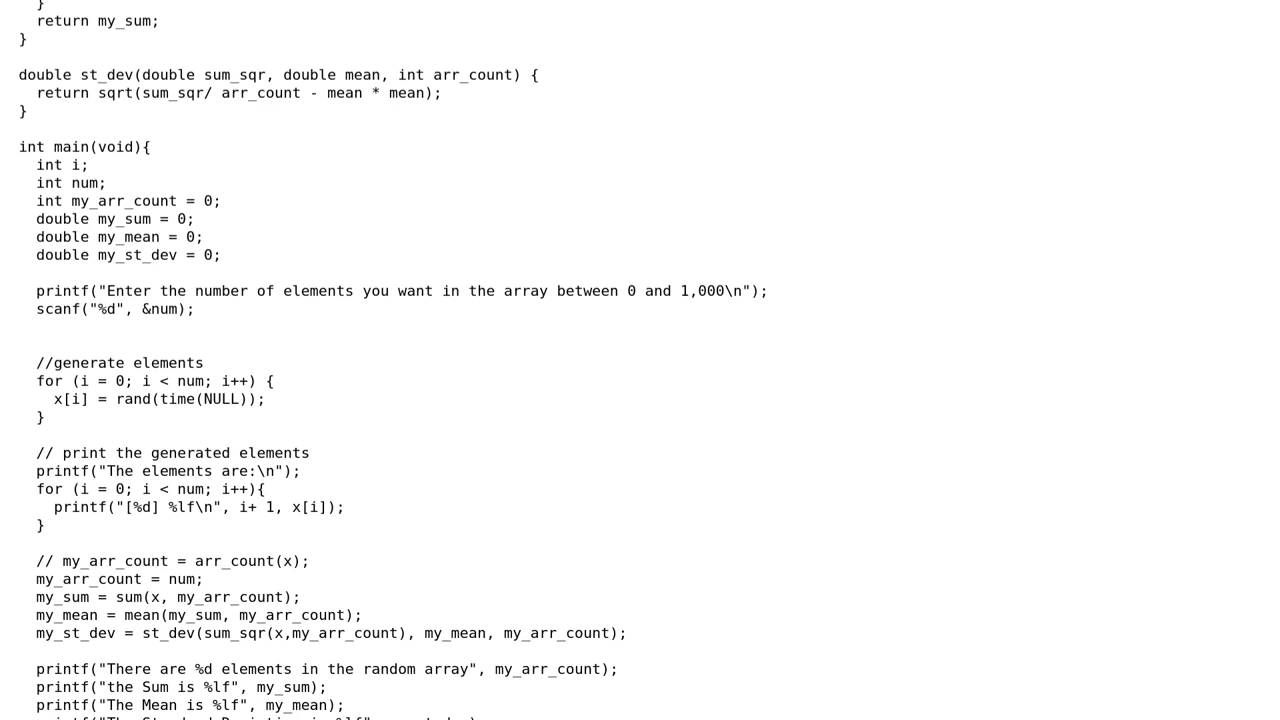 }
return my_sum;
}
double st_dev(double sum_sqr, double mean, int arr_count) {
return sqrt(sum_sqr/ arr_count - mean * mean);
}
int main(void){
int i;
int num;
int my_arr_count = 0;
double my_sum = 0;
double my_mean = 0;
double my_st_dev = 0;
printf("Enter the number of elements you want in the array between 0 and 1,000\n");
scanf("%d", &num);
//generate elements
for (i = 0; i < num; i++) {
x[i] = rand(time(NULL));
}
// print the generated elements
printf("The elements are:\n");
for (i = 0; i < num; i++){
printf("[%d] %lf\n", i+ 1, x[i]);
}
// my_arr_count = arr_count(x);
my_arr_count = num;
my_sum = sum(x, my_arr_count);
my_mean = mean(my_sum, my_arr_count);
my_st_dev = st_dev(sum_sqr(x,my_arr_count), my_mean, my_arr_count);
printf("There are %d elements in the random array", my_arr_count);
printf("the Sum is %lf", my_sum);
printf("The Mean is %lf", my_mean);